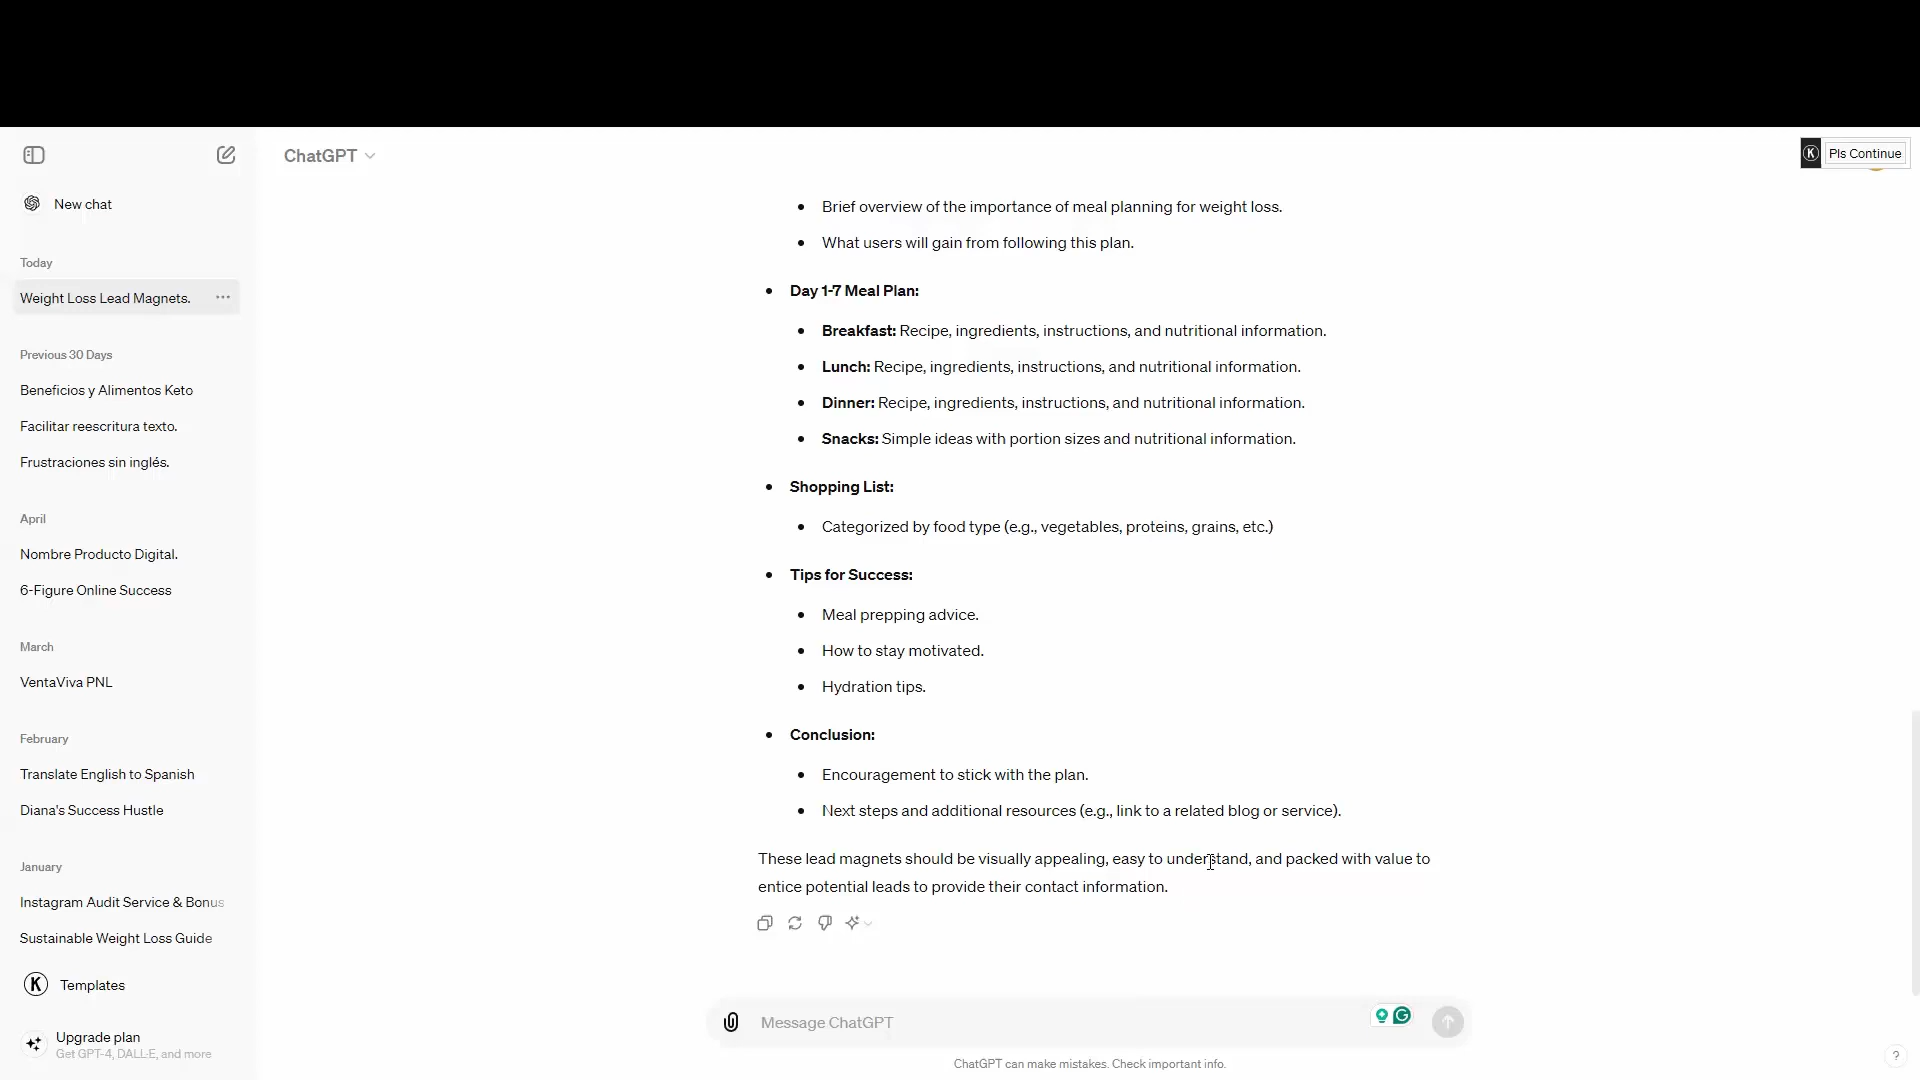 ChatGPT
K Pls Continue
New chat
Today
Weight Loss Lead Magnets.
Previous 30 Days
Beneficios y Alimentos Keto
Facilitar reescritura texto.
Frustraciones sin inglés.
April
Nombre Producto Digital.
6-Figure Online Success
March
VentaViva PNL
February
Translate English to Spanish
Diana's Success Hustle
January
Instagram Audit Service & Bonus
Sustainable Weight Loss Guide
K Templates
Upgrade plan
Get GPT-4, DALL·E, and more
• Brief overview of the importance of meal planning for weight loss.
• What users will gain from following this plan.
• Day 1-7 Meal Plan:
• Breakfast: Recipe, ingredients, instructions, and nutritional information.
• Lunch: Recipe, ingredients, instructions, and nutritional information.
• Dinner: Recipe, ingredients, instructions, and nutritional information.
• Snacks: Simple ideas with portion sizes and nutritional information.
• Shopping List:
• Categorized by food type (e.g., vegetables, proteins, grains, etc.)
• Tips for Success:
• Meal prepping advice.
• How to stay motivated.
• Hydration tips.
• Conclusion:
• Encouragement to stick with the plan.
• Next steps and additional resources (e.g., link to a related blog or service).
These lead magnets should be visually appealing, easy to understand, and packed with value to
entice potential leads to provide their contact information.
Message ChatGPT
ChatGPT can make mistakes. Check important info.
?